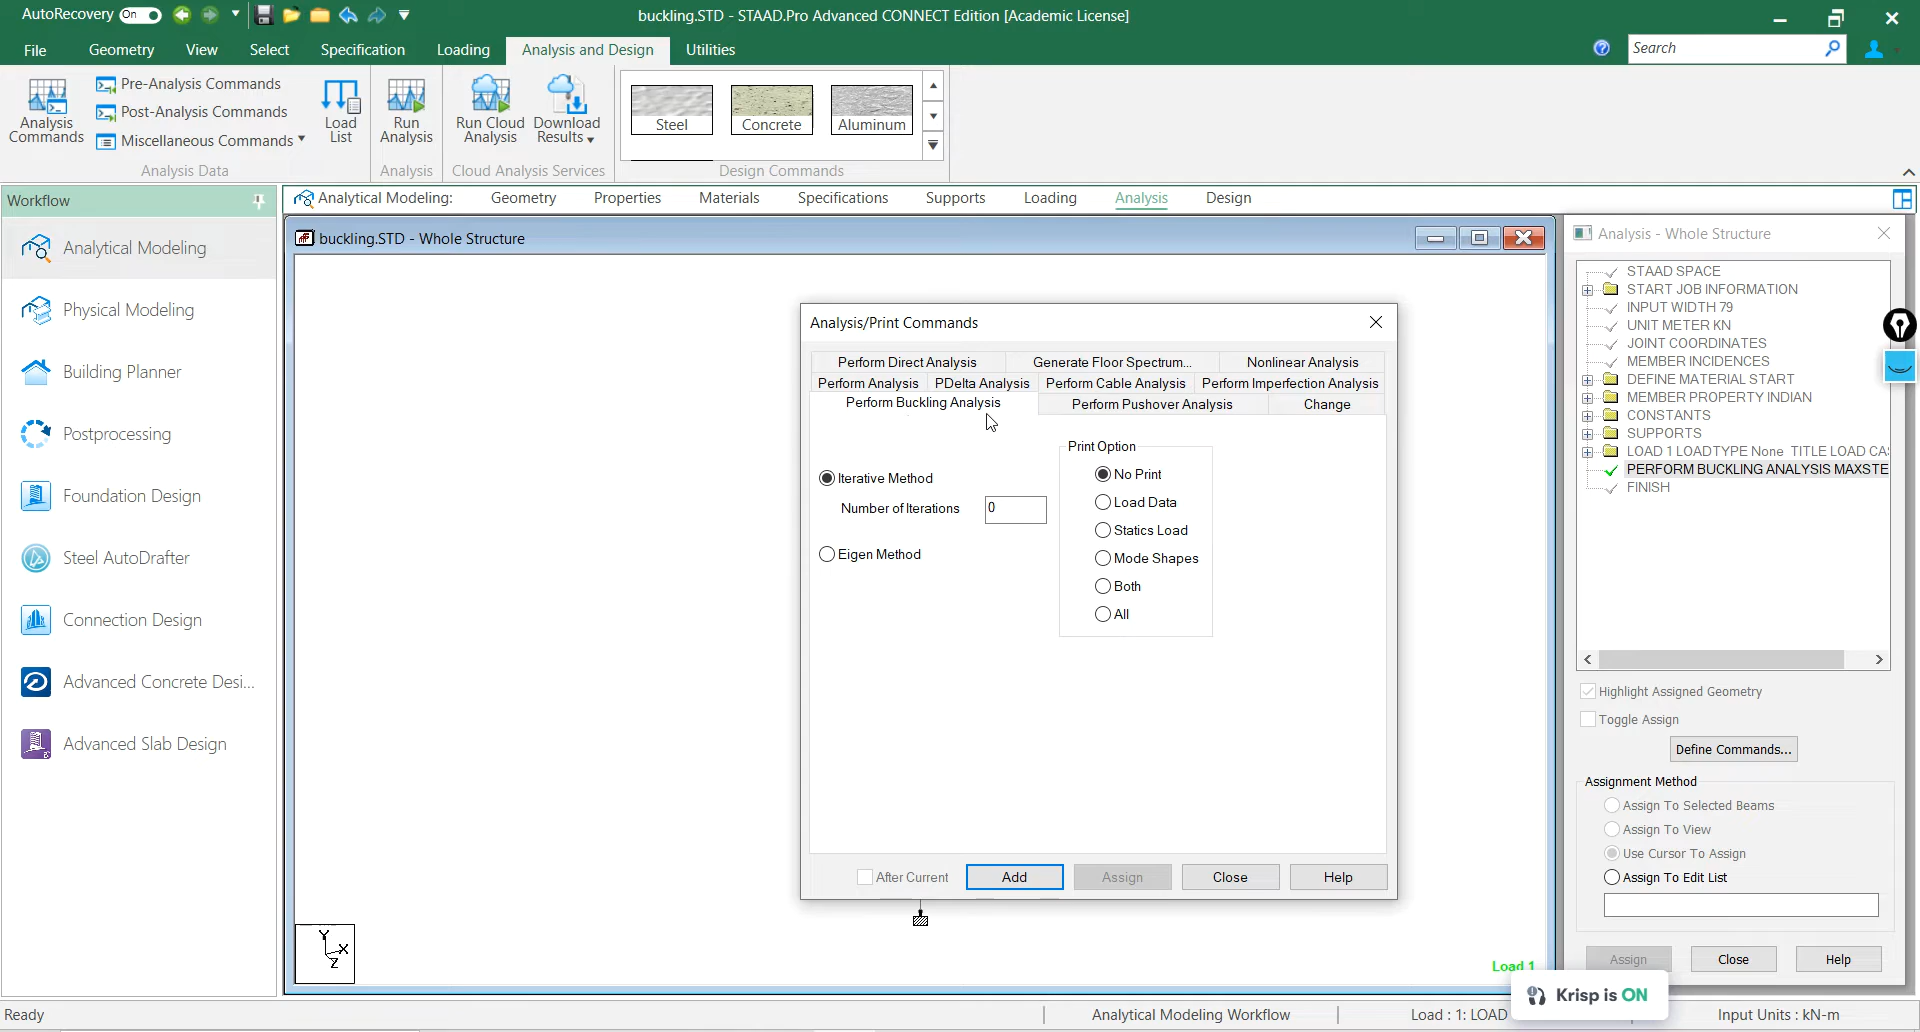 AutoRecovery On
buckling.STD - STAAD.Pro Advanced CONNECT Edition [Academic License]
File Geometry View Select Specification Loading Analysis and Design Utilities
Search
Analysis Commands
Pre-Analysis Commands
Post-Analysis Commands
Miscellaneous Commands
Load List
Run Analysis
Run Cloud Analysis
Download Results
Steel
Concrete
Aluminum
Analysis Data
Analysis
Cloud Analysis Services
Design Commands
Workflow
Analytical Modeling
Physical Modeling
Building Planner
Postprocessing
Foundation Design
Steel AutoDrafter
Connection Design
Advanced Concrete Desi...
Advanced Slab Design
Analytical Modeling: Geometry Properties Materials Specifications Supports Loading Analysis Design
buckling.STD - Whole Structure
Analysis/Print Commands
Perform Direct Analysis Generate Floor Spectrum... Nonlinear Analysis
Perform Analysis PDelta Analysis Perform Cable Analysis Perform Imperfection Analysis
Perform Buckling Analysis Perform Pushover Analysis Change
Iterative Method
Number of Iterations 0
Eigen Method
Print Option
No Print
Load Data
Statics Load
Mode Shapes
Both
All
After Current Add Assign Close Help
Y
X
Z
Load 1
Analysis - Whole Structure
STAAD SPACE
START JOB INFORMATION
INPUT WIDTH 79
UNIT METER KN
JOINT COORDINATES
MEMBER INCIDENCES
DEFINE MATERIAL START
MEMBER PROPERTY INDIAN
CONSTANTS
SUPPORTS
LOAD 1 LOADTYPE None TITLE LOAD CA
PERFORM BUCKLING ANALYSIS MAXSTE
FINISH
Highlight Assigned Geometry
Toggle Assign
Define Commands...
Assignment Method
Assign To Selected Beams
Assign To View
Use Cursor To Assign
Assign To Edit List
Assign Close Help
Krisp is ON
Ready
Analytical Modeling Workflow
Load : 1: LOAD
Input Units : kN-m